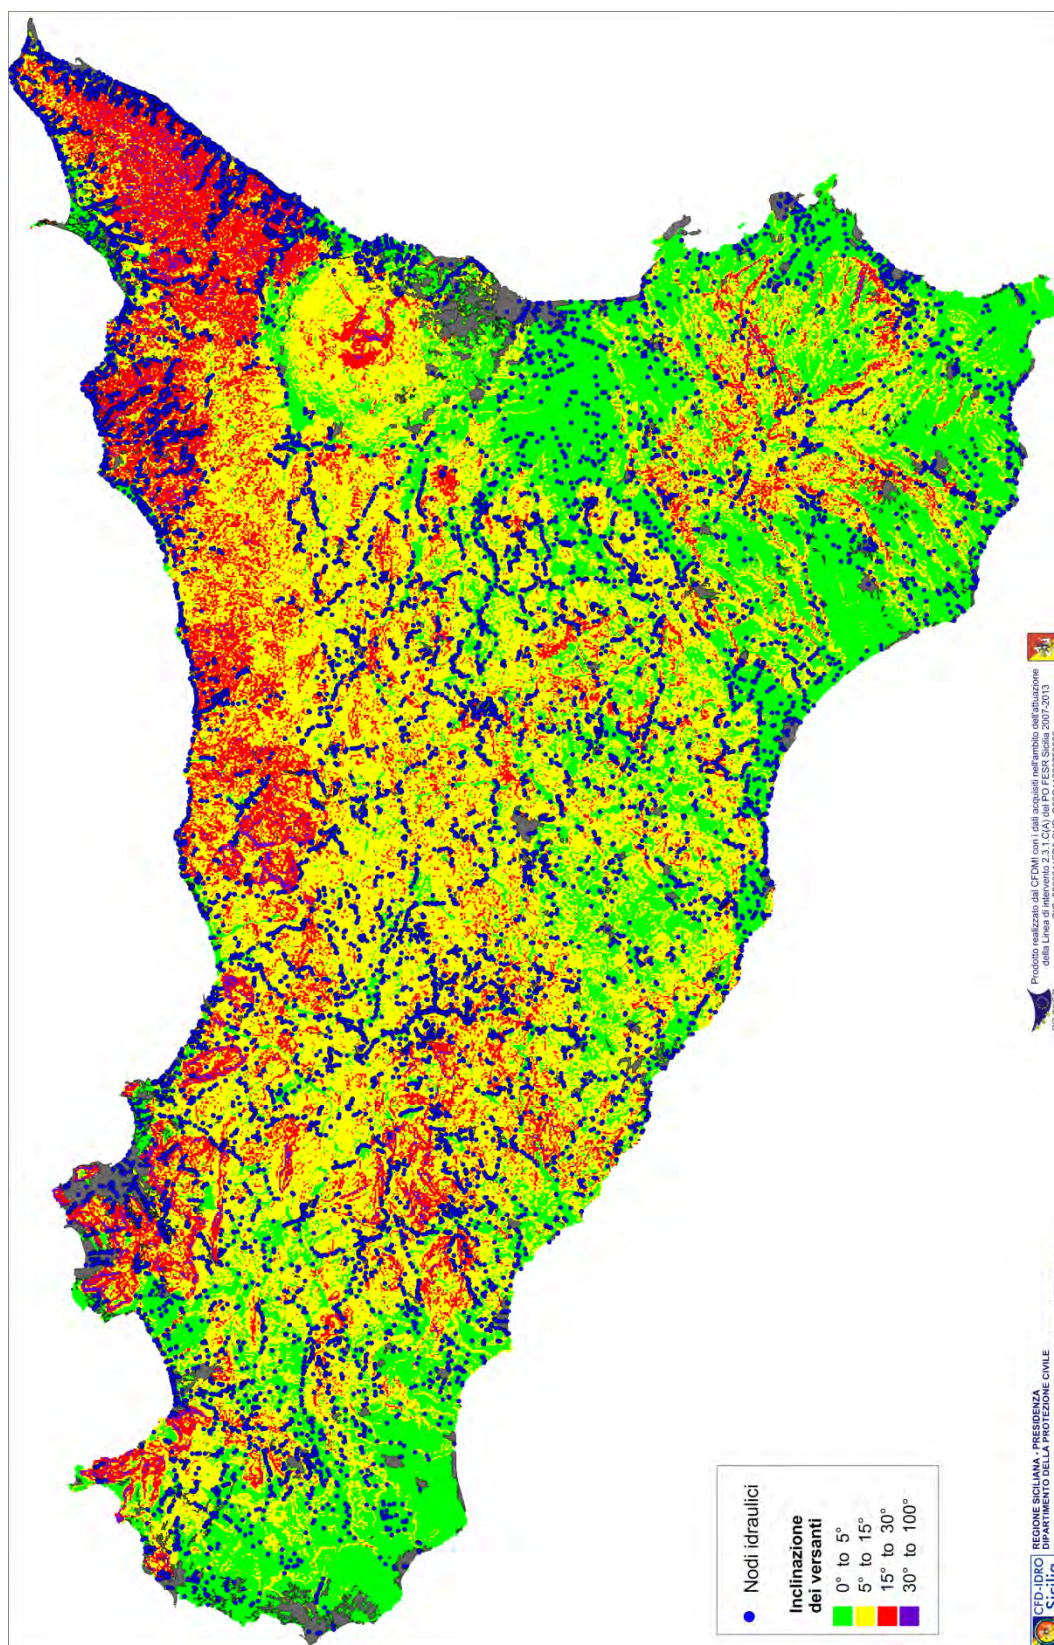 Nodi idraulici
Inclinazione
dei versanti
0° to 5°
5° to 15°
15° to 30°
30° to 100°
CFD-IDRO
Sicilia
REGIONE SICILIANA - PRESIDENZA
DIPARTIMENTO DELLA PROTEZIONE CIVILE
Prodotto realizzato dal CFDMI con i dati acquisiti nell'ambito dell'attuazione
della Linea di intervento 2.3.1.C(A) del PO FESR Sicilia 2007-2013